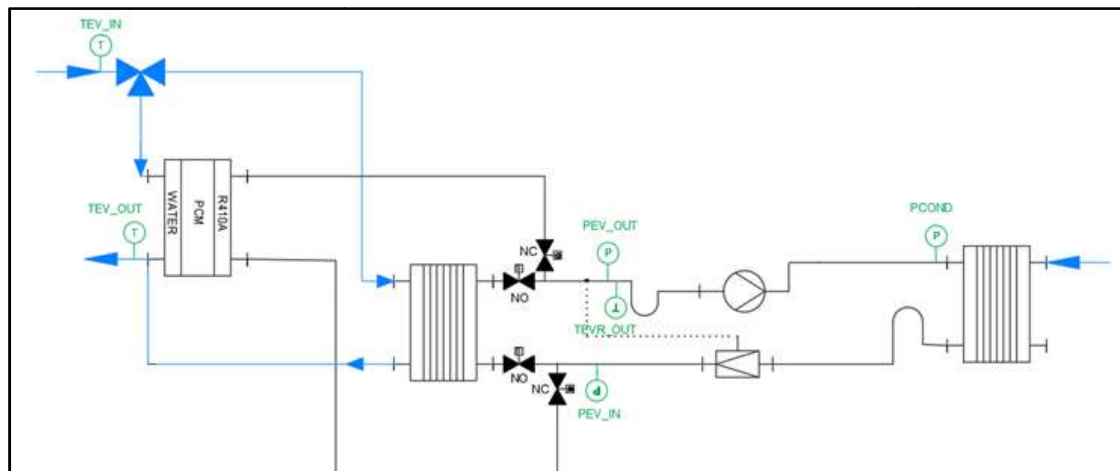 TEV_IN
T
WATER
PCM
R410A
TEV_OUT
T
PEV_OUT
P
PCOND
P
NC
NO
T
TEVR_OUT
NO
NC
P
PEV_IN